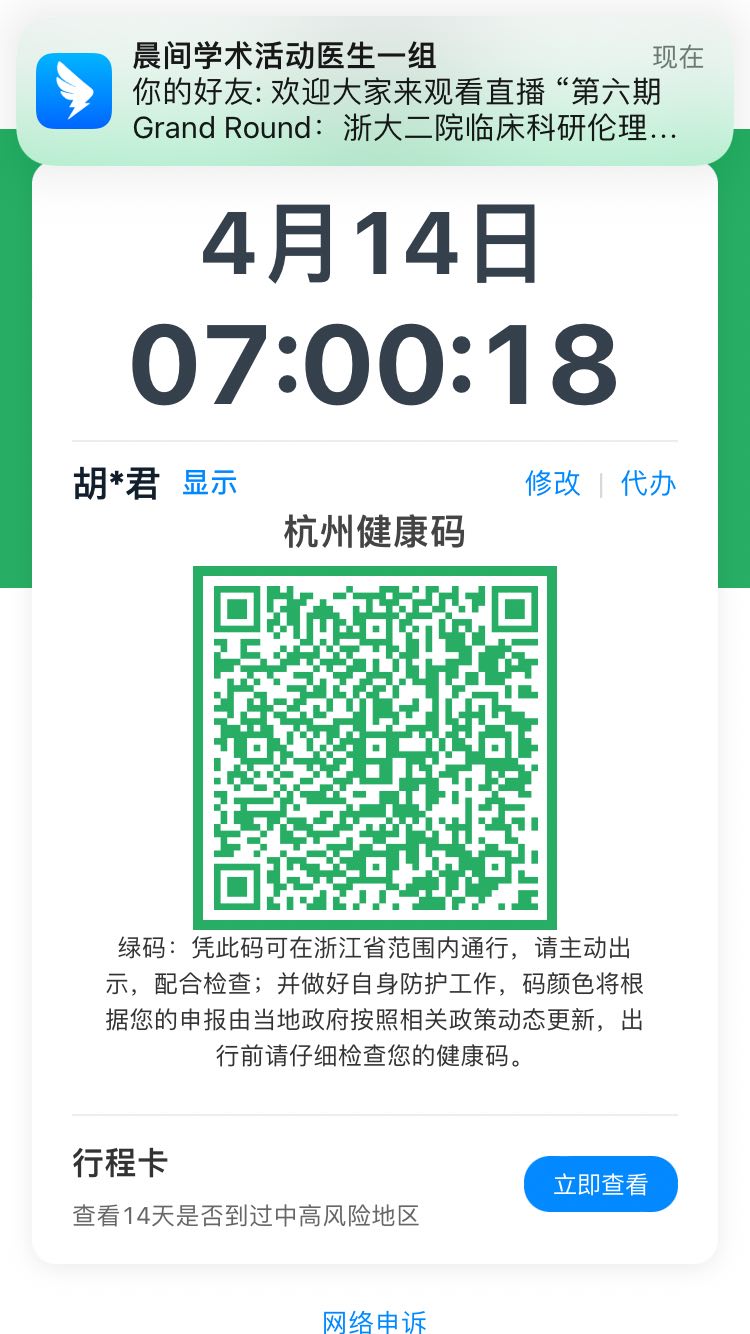 晨间学术活动医生一组
现在
你的好友: 欢迎大家来观看直播 “第六期
Grand Round：浙大二院临床科研伦理...
4月14日
07:00:18
胡*君 显示 修改 | 代办
杭州健康码
绿码：凭此码可在浙江省范围内通行，请主动出
示，配合检查；并做好自身防护工作，码颜色将根
据您的申报由当地政府按照相关政策动态更新，出
行前请仔细检查您的健康码。
行程卡
立即查看
查看14天是否到过中高风险地区
网络申诉